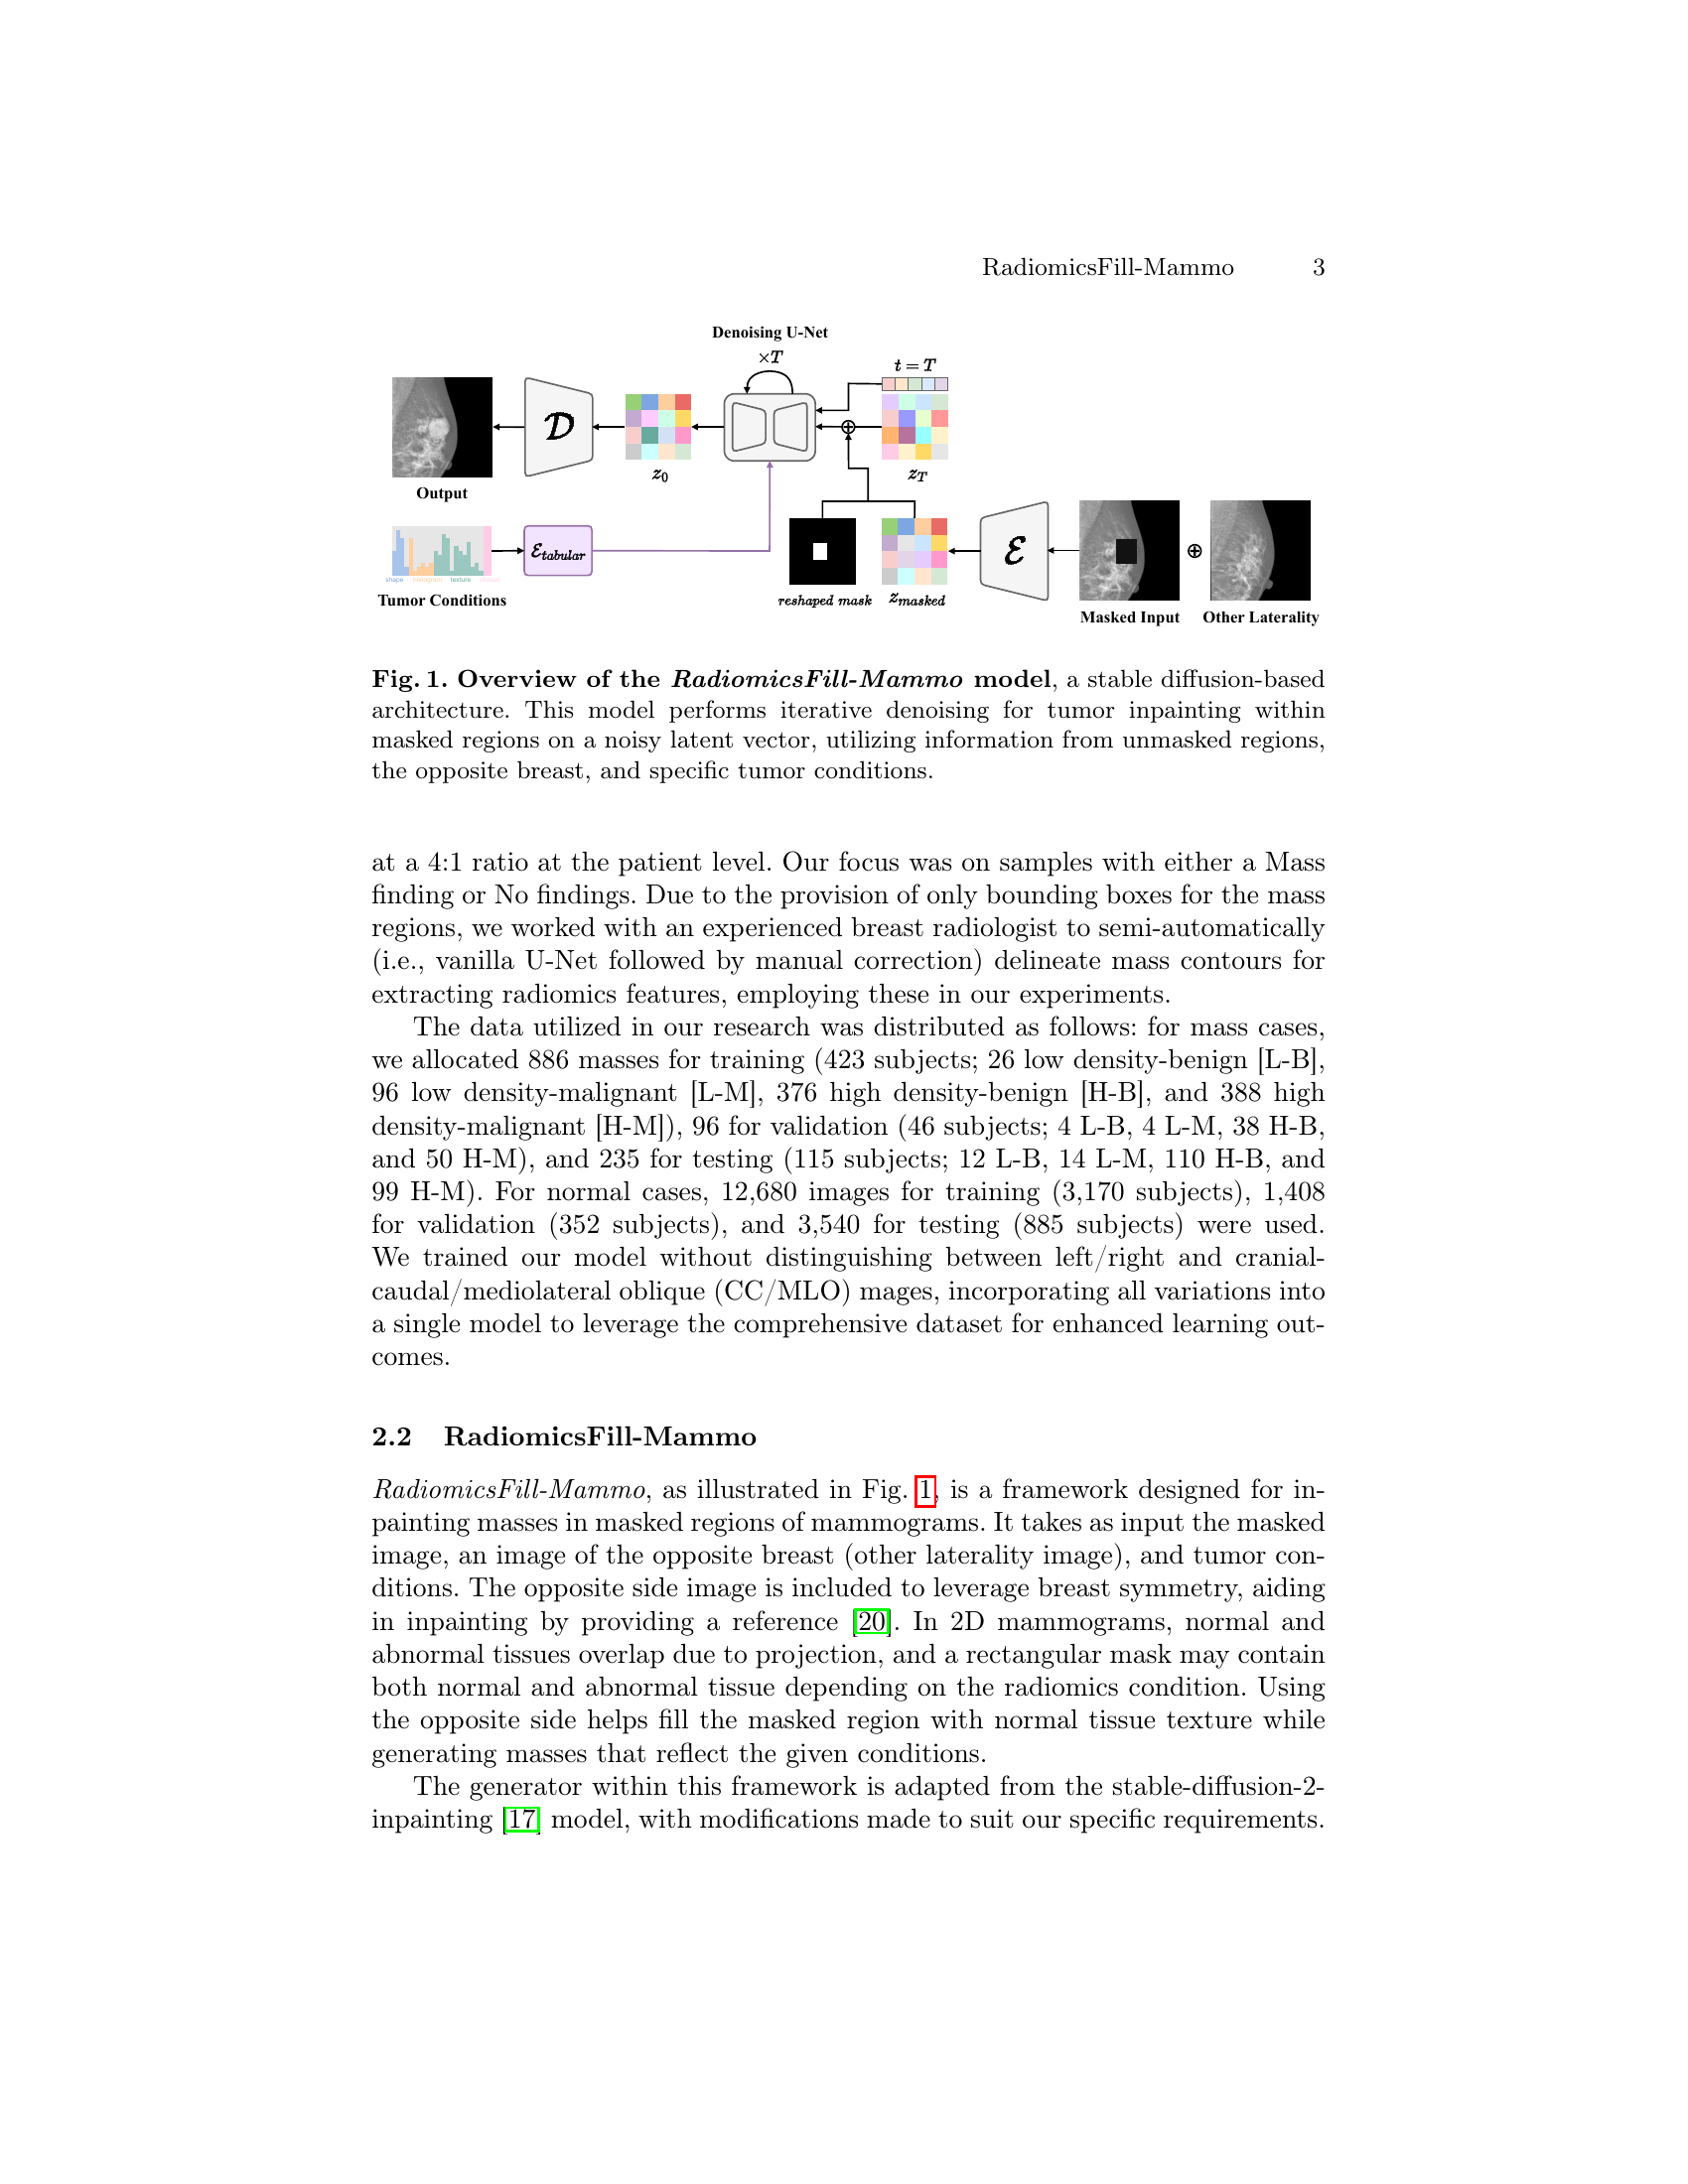 RadiomicsFill-Mammo 3
Denoising U-Net
×T
t = T
D
z0
zT
Output
shape histogram texture clinical
Etabular
E
Tumor Conditions
reshaped mask
zmasked
⊕
Masked Input
Other Laterality
Fig. 1. Overview of the RadiomicsFill-Mammo model, a stable diffusion-based
architecture. This model performs iterative denoising for tumor inpainting within
masked regions on a noisy latent vector, utilizing information from unmasked regions,
the opposite breast, and specific tumor conditions.
at a 4:1 ratio at the patient level. Our focus was on samples with either a Mass
finding or No findings. Due to the provision of only bounding boxes for the mass
regions, we worked with an experienced breast radiologist to semi-automatically
(i.e., vanilla U-Net followed by manual correction) delineate mass contours for
extracting radiomics features, employing these in our experiments.
The data utilized in our research was distributed as follows: for mass cases,
we allocated 886 masses for training (423 subjects; 26 low density-benign [L-B],
96 low density-malignant [L-M], 376 high density-benign [H-B], and 388 high
density-malignant [H-M]), 96 for validation (46 subjects; 4 L-B, 4 L-M, 38 H-B,
and 50 H-M), and 235 for testing (115 subjects; 12 L-B, 14 L-M, 110 H-B, and
99 H-M). For normal cases, 12,680 images for training (3,170 subjects), 1,408
for validation (352 subjects), and 3,540 for testing (885 subjects) were used.
We trained our model without distinguishing between left/right and cranial-
caudal/mediolateral oblique (CC/MLO) mages, incorporating all variations into
a single model to leverage the comprehensive dataset for enhanced learning out-
comes.
2.2 RadiomicsFill-Mammo
RadiomicsFill-Mammo, as illustrated in Fig. 1, is a framework designed for in-
painting masses in masked regions of mammograms. It takes as input the masked
image, an image of the opposite breast (other laterality image), and tumor con-
ditions. The opposite side image is included to leverage breast symmetry, aiding
in inpainting by providing a reference [20]. In 2D mammograms, normal and
abnormal tissues overlap due to projection, and a rectangular mask may contain
both normal and abnormal tissue depending on the radiomics condition. Using
the opposite side helps fill the masked region with normal tissue texture while
generating masses that reflect the given conditions.
The generator within this framework is adapted from the stable-diffusion-2-
inpainting [17] model, with modifications made to suit our specific requirements.